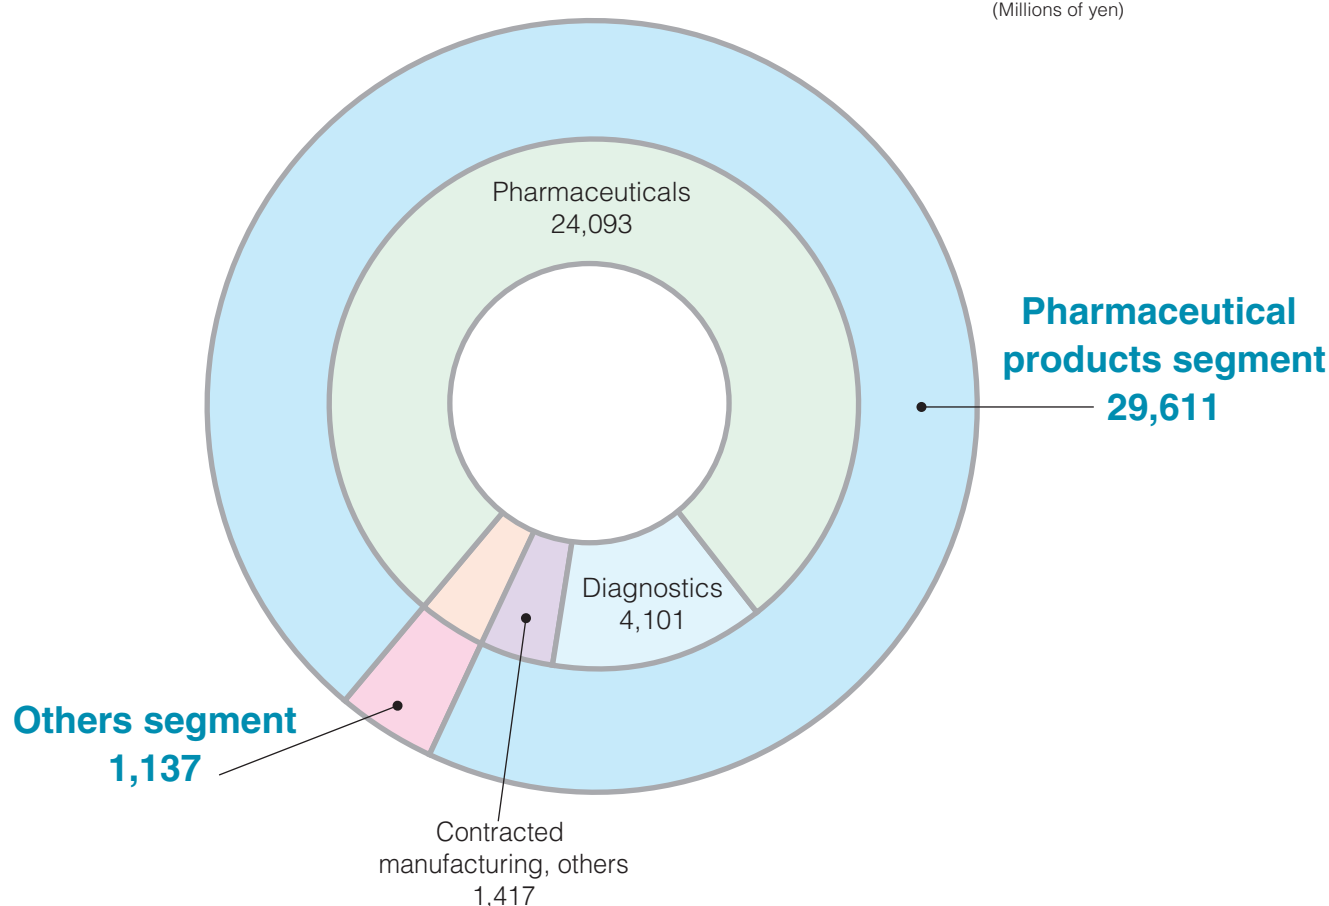 (Millions of yen)
Pharmaceuticals
24,093
Pharmaceutical
products segment
29,611
Diagnostics
4,101
Others segment
1,137
Contracted
manufacturing, others
1,417